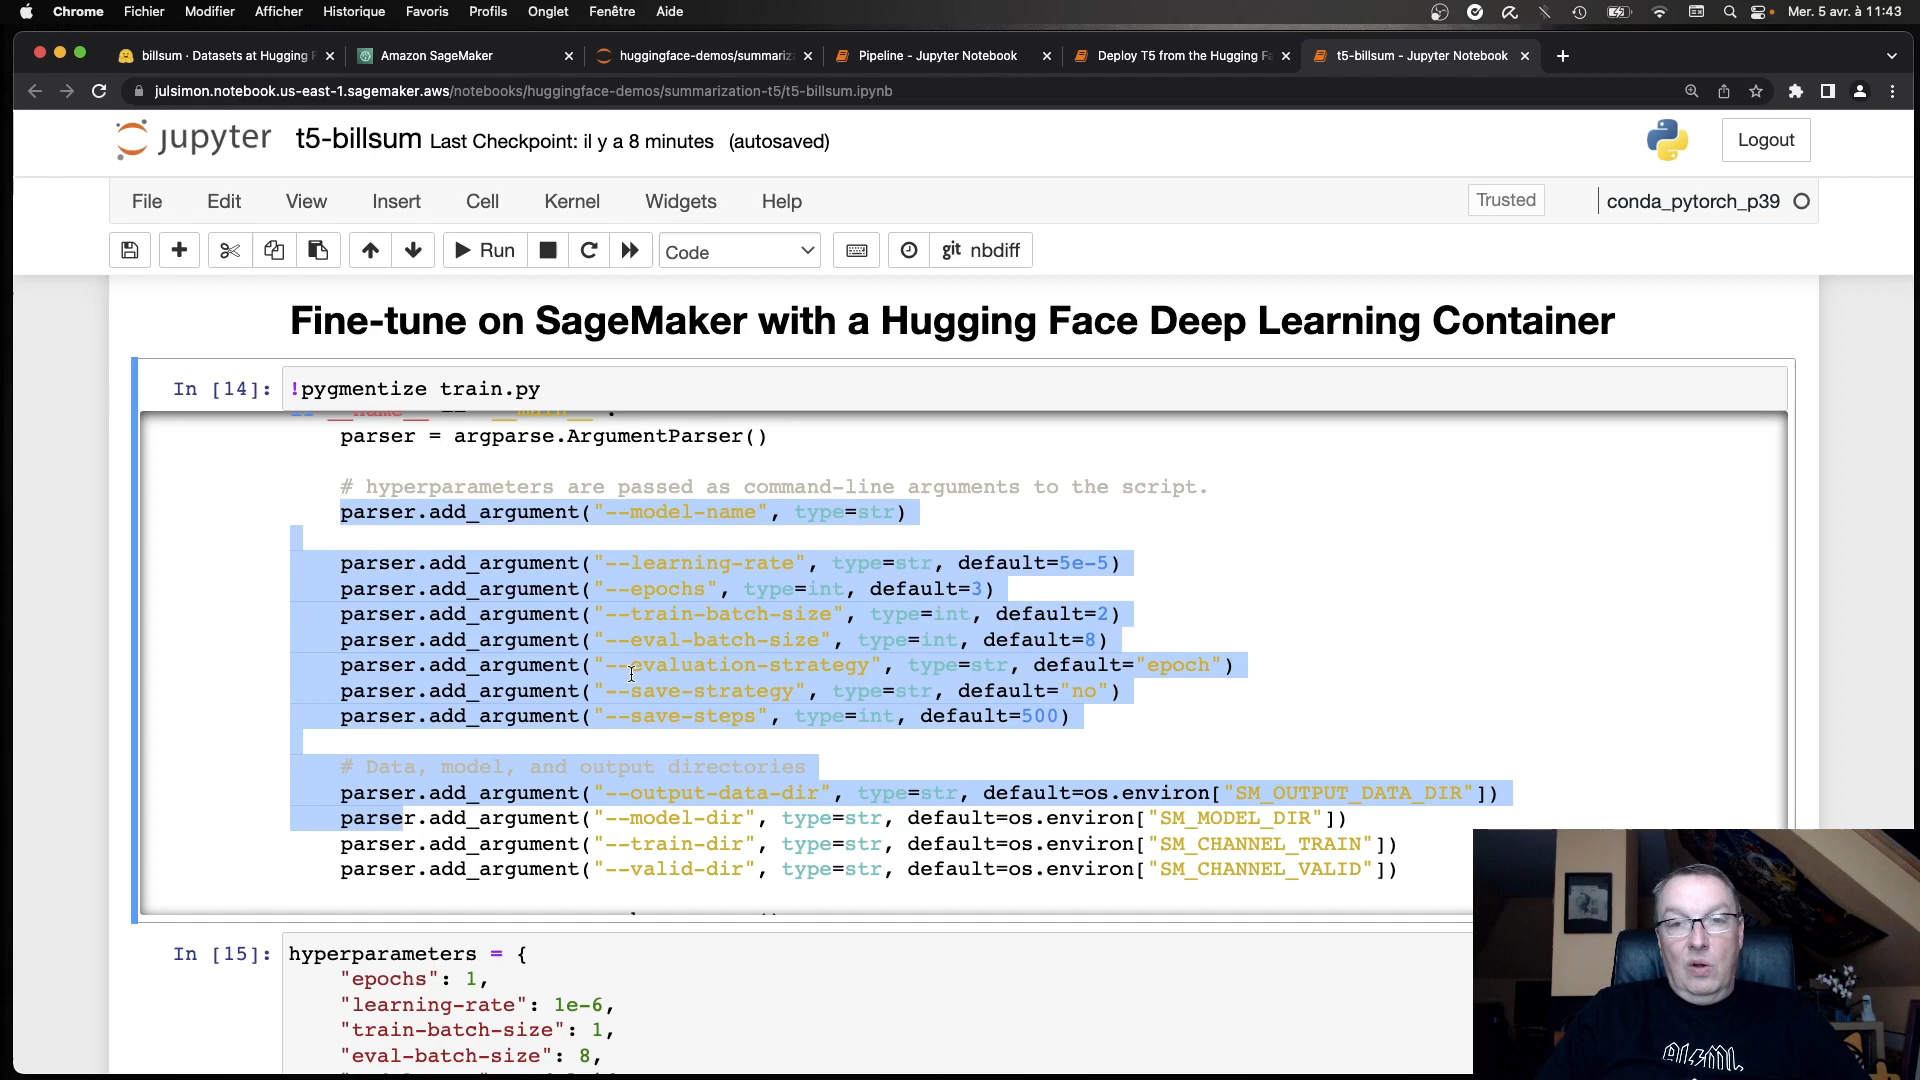 Chrome Fichier Modifier Afficher Historique Favoris Profils Onglet Fenêtre Aide Mer. 5 avr. à 11:43
billsum · Datasets at Hugging F Amazon SageMaker huggingface-demos/summariz Pipeline - Jupyter Notebook Deploy T5 from the Hugging Fa t5-billsum - Jupyter Notebook
julsimon.notebook.us-east-1.sagemaker.aws/notebooks/huggingface-demos/summarization-t5/t5-billsum.ipynb
jupyter t5-billsum Last Checkpoint: il y a 8 minutes (autosaved) Logout
File Edit View Insert Cell Kernel Widgets Help Trusted conda_pytorch_p39
Run Code git nbdiff
Fine-tune on SageMaker with a Hugging Face Deep Learning Container
In [14]: !pygmentize train.py
parser = argparse.ArgumentParser()
# hyperparameters are passed as command-line arguments to the script.
parser.add_argument("--model-name", type=str)
parser.add_argument("--learning-rate", type=str, default=5e-5)
parser.add_argument("--epochs", type=int, default=3)
parser.add_argument("--train-batch-size", type=int, default=2)
parser.add_argument("--eval-batch-size", type=int, default=8)
parser.add_argument("--evaluation-strategy", type=str, default="epoch")
parser.add_argument("--save-strategy", type=str, default="no")
parser.add_argument("--save-steps", type=int, default=500)
# Data, model, and output directories
parser.add_argument("--output-data-dir", type=str, default=os.environ["SM_OUTPUT_DATA_DIR"])
parser.add_argument("--model-dir", type=str, default=os.environ["SM_MODEL_DIR"])
parser.add_argument("--train-dir", type=str, default=os.environ["SM_CHANNEL_TRAIN"])
parser.add_argument("--valid-dir", type=str, default=os.environ["SM_CHANNEL_VALID"])
In [15]: hyperparameters = {
"epochs": 1,
"learning-rate": 1e-6,
"train-batch-size": 1,
"eval-batch-size": 8,